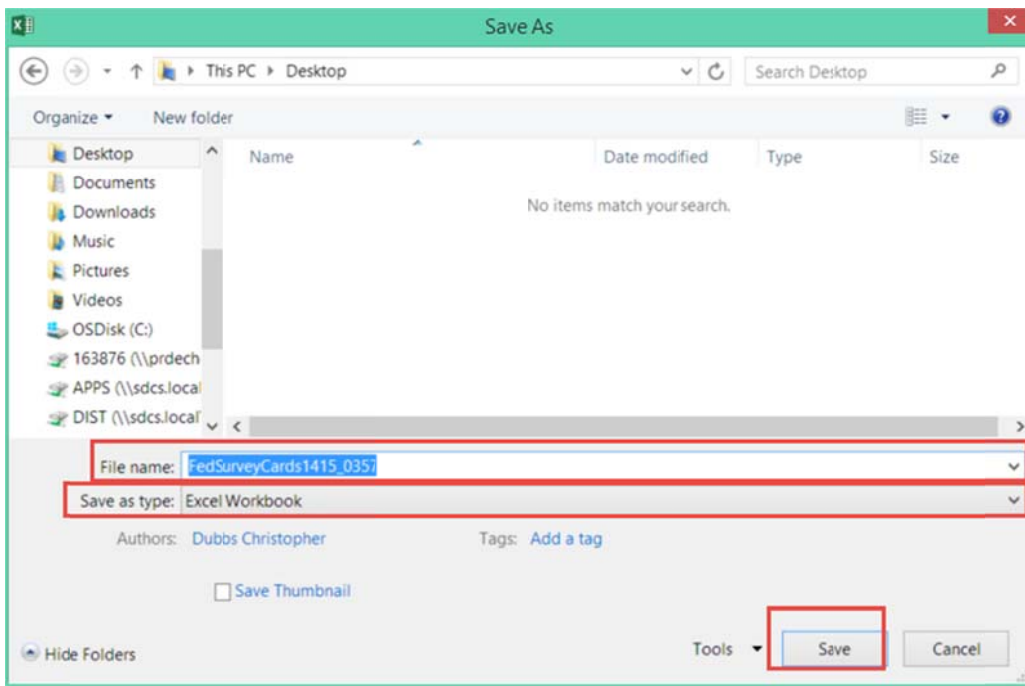 Save As
This PC Desktop
Search Desktop
Organize New folder
Desktop
Documents
Downloads
Music
Pictures
Videos
OSDisk (C:)
163876 (\\prdech
APPS (\\sdcs.local
DIST (\\sdcs.local
Name Date modified Type Size
No items match your search.
File name: FedSurveyCards1415_0357
Save as type: Excel Workbook
Authors: Dubbs Christopher Tags: Add a tag
Save Thumbnail
Hide Folders Tools Save Cancel